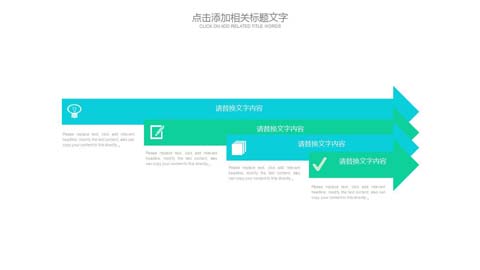 点击添加相关标题文字
CLICK ON ADD RELATED TITLE WORDS
请替换文字内容
Please replace text, click add relevant
headline, modify the text content, also can
copy your content to this directly.
请替换文字内容
Please replace text, click add relevant
headline, modify the text content, also
can copy your content to this directly.
请替换文字内容
Please replace text, click add relevant
headline, modify the text content, also
can copy your content to this directly.
请替换文字内容
Please replace text, click add relevant
headline, modify the text content, also can
copy your content to this directly.